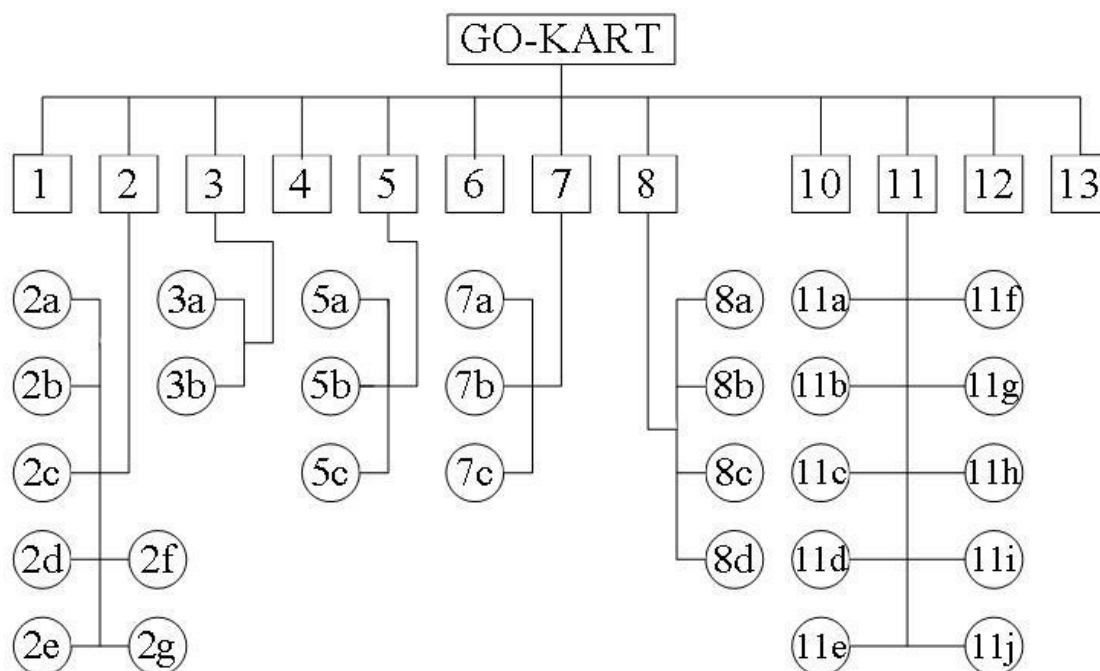 GO-KART
1 2 3 4 5 6 7 8 10 11 12 13
2a 3a 5a 7a 8a 11a 11f
2b 3b 5b 7b 8b 11b 11g
2c 5c 7c 8c 11c 11h
2d 2f 8d 11d 11i
2e 2g 11e 11j